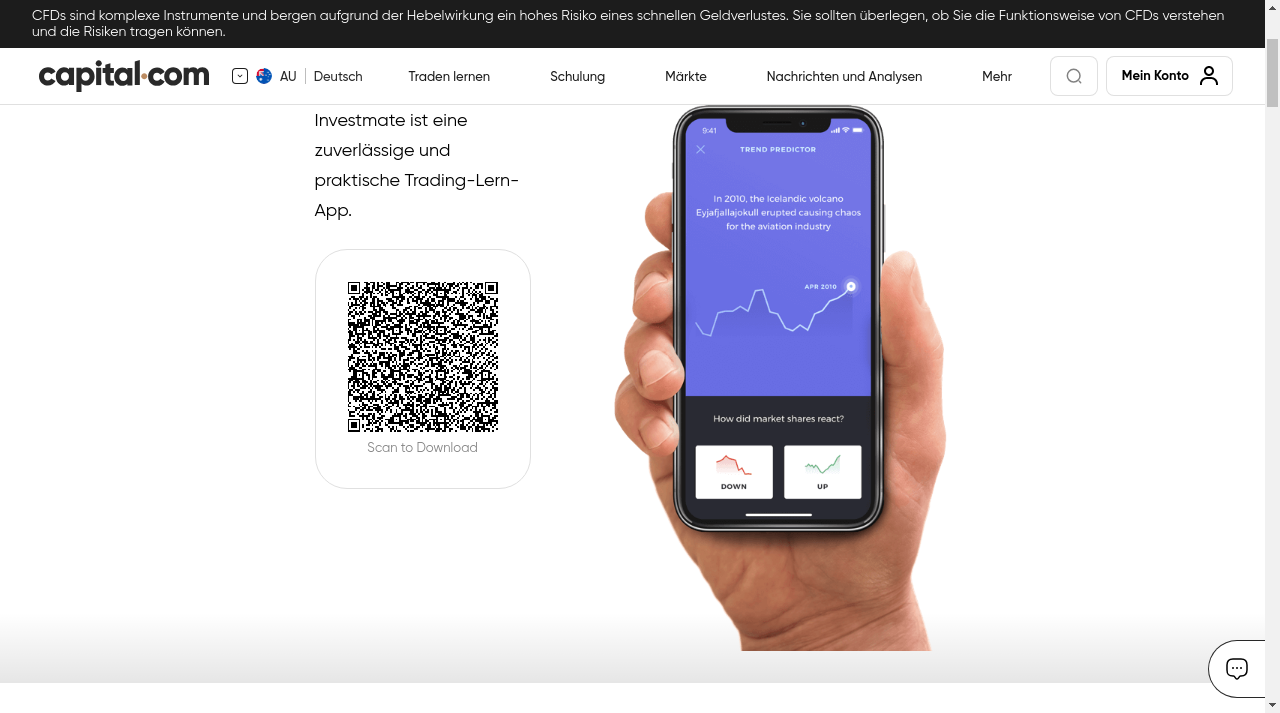 CFDs sind komplexe Instrumente und bergen aufgrund der Hebelwirkung ein hohes Risiko eines schnellen Geldverlustes. Sie sollten überlegen, ob Sie die Funktionsweise von CFDs verstehen
und die Risiken tragen können.
capital.com
AU
Deutsch
Traden lernen
Schulung
Märkte
Nachrichten und Analysen
Mehr
Mein Konto
Investmate ist eine
zuverlässige und
praktische Trading-Lern-
App.
Scan to Download
9:41
TREND PREDICTOR
In 2010, the Icelandic volcano
Eyjafjallajokull erupted causing chaos
for the aviation industry
APR 2010
How did market shares react?
DOWN
UP